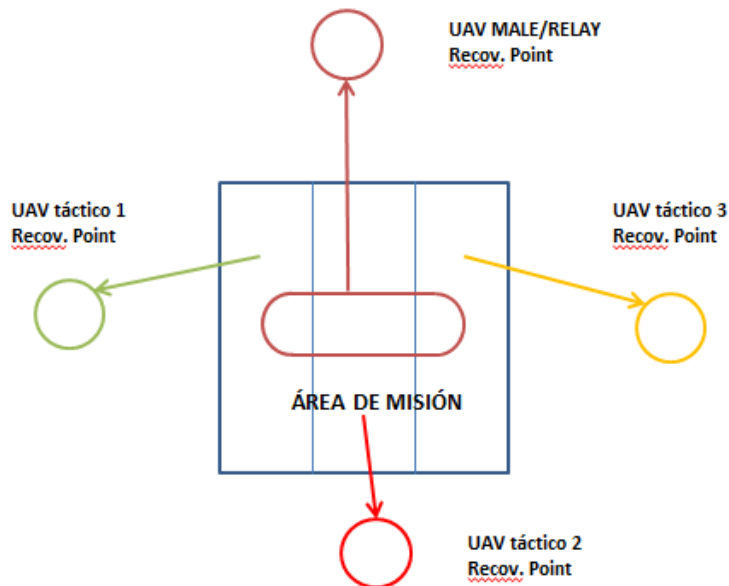 UAV MALE/RELAY
Recov. Point
UAV táctico 1
Recov. Point
UAV táctico 3
Recov. Point
ÁREA DE MISIÓN
UAV táctico 2
Recov. Point